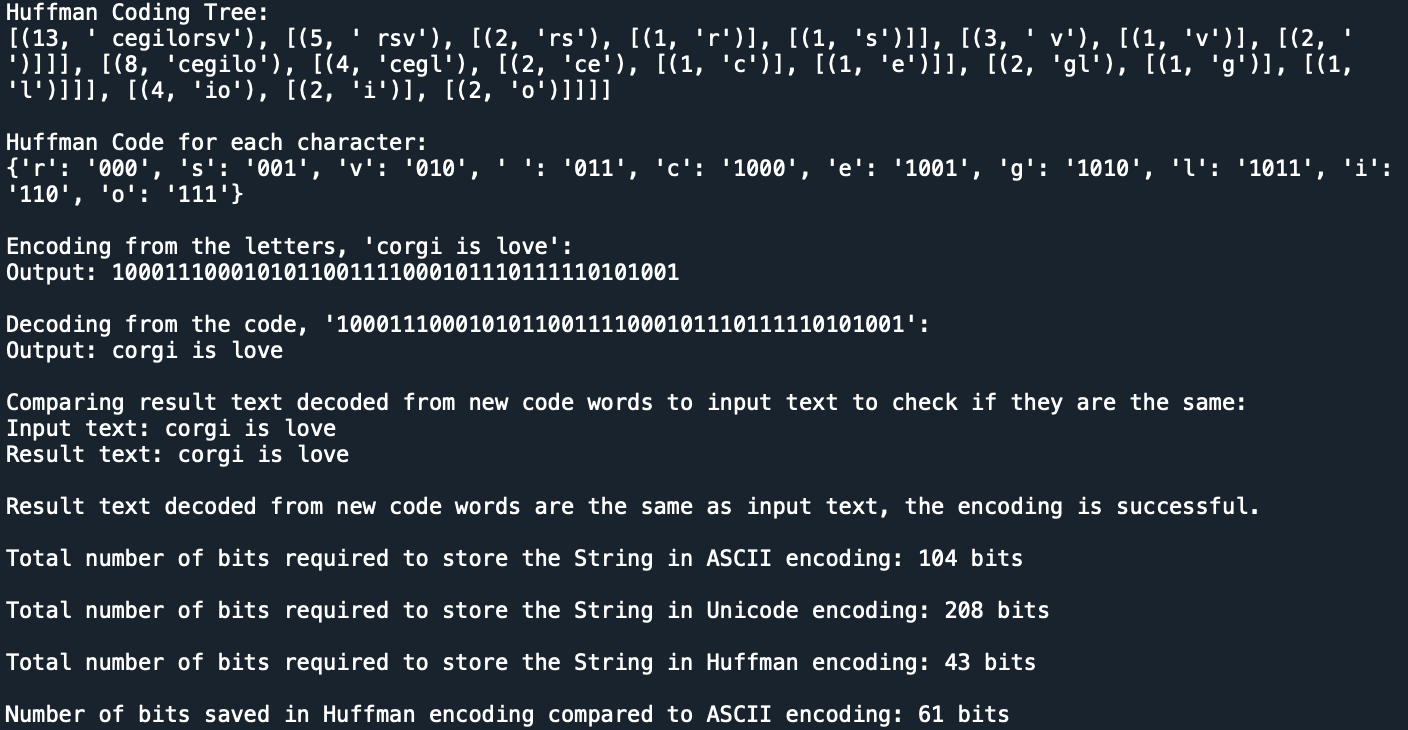 Huffman Coding Tree:
[(13, ' cegilorsv'), [(5, ' rsv'), [(2, 'rs'), [(1, 'r')], [(1, 's')]], [(3, ' v'), [(1, 'v')], [(2, '
')]]], [(8, 'cegilo'), [(4, 'cegl'), [(2, 'ce'), [(1, 'c')], [(1, 'e')]], [(2, 'gl'), [(1, 'g')], [(1,
'l')]]], [(4, 'io'), [(2, 'i')], [(2, 'o')]]]]
Huffman Code for each character:
{'r': '000', 's': '001', 'v': '010', ' ': '011', 'c': '1000', 'e': '1001', 'g': '1010', 'l': '1011', 'i':
'110', 'o': '111'}
Encoding from the letters, 'corgi is love':
Output: 1000111000101011001111000101110111110101001
Decoding from the code, '1000111000101011001111000101110111110101001':
Output: corgi is love
Comparing result text decoded from new code words to input text to check if they are the same:
Input text: corgi is love
Result text: corgi is love
Result text decoded from new code words are the same as input text, the encoding is successful.
Total number of bits required to store the String in ASCII encoding: 104 bits
Total number of bits required to store the String in Unicode encoding: 208 bits
Total number of bits required to store the String in Huffman encoding: 43 bits
Number of bits saved in Huffman encoding compared to ASCII encoding: 61 bits